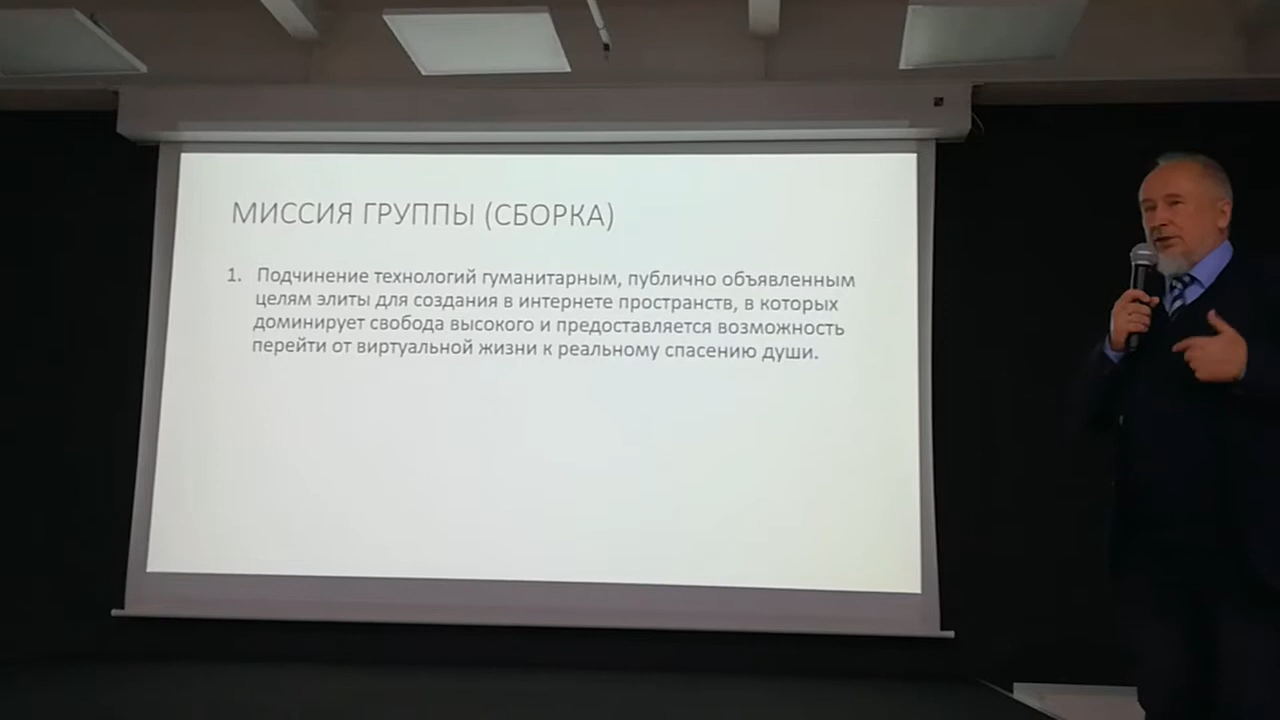 МИССИЯ ГРУППЫ (СБОРКА)
1. Подчинение технологий гуманитарным, публично объявленным
целям элиты для создания в интернете пространств, в которых
доминирует свобода высокого и предоставляется возможность
перейти от виртуальной жизни к реальному спасению души.